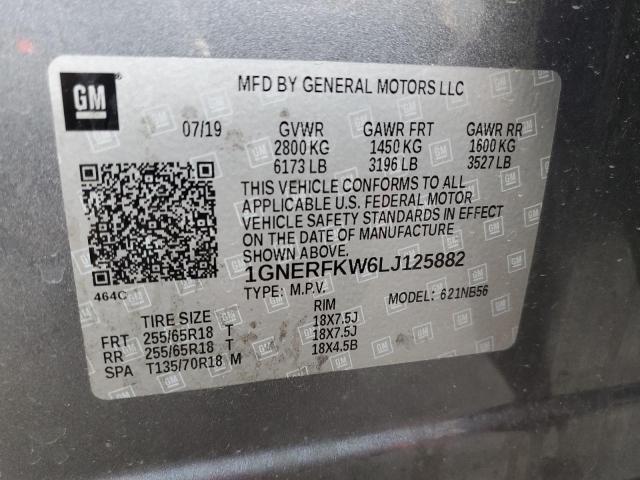 GM
MFD BY GENERAL MOTORS LLC
07/19 GVWR GAWR FRT GAWR RR
2800 KG 1450 KG 1600 KG
6173 LB 3196 LB 3527 LB
THIS VEHICLE CONFORMS TO ALL
APPLICABLE U.S. FEDERAL MOTOR
VEHICLE SAFETY STANDARDS IN EFFECT
ON THE DATE OF MANUFACTURE
SHOWN ABOVE.
1GNERFKW6LJ125882
464C
TYPE: M.P.V. MODEL: 621NB56
TIRE SIZE RIM
FRT 255/65R18 T 18X7.5J
RR 255/65R18 T 18X7.5J
SPA T135/70R18 M 18X4.5B